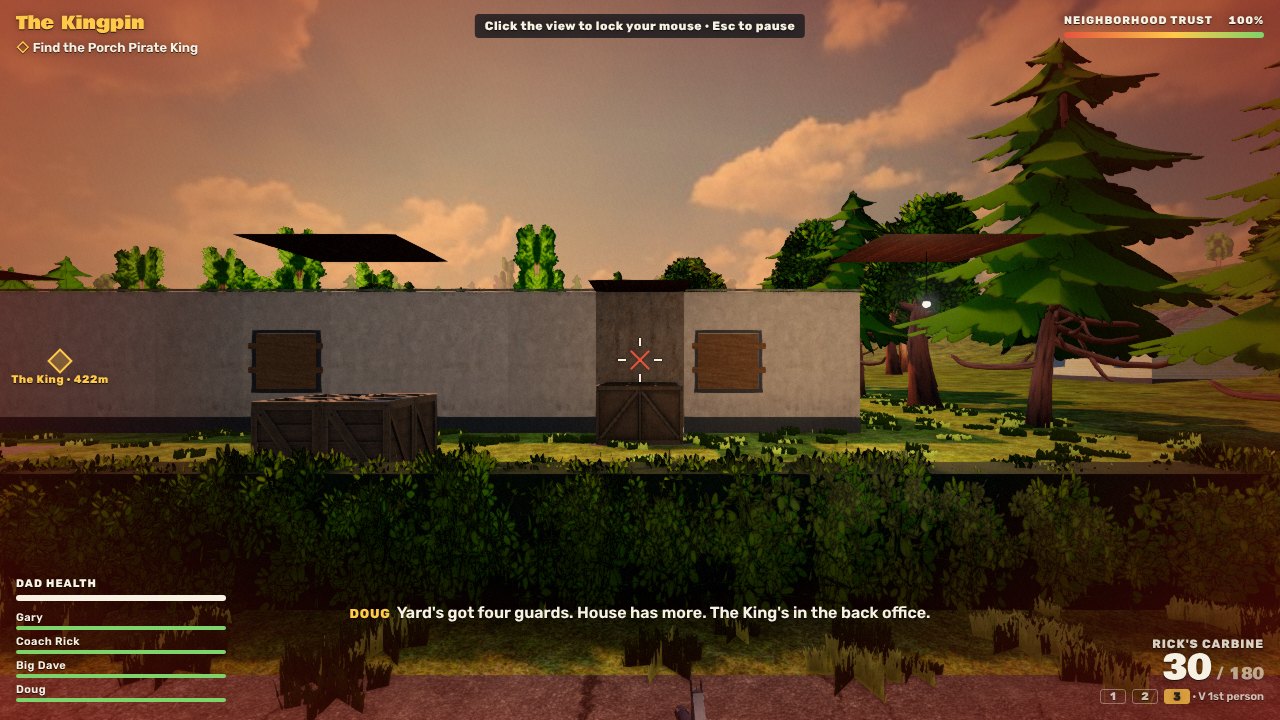 The Kingpin
Find the Porch Pirate King
Click the view to lock your mouse • Esc to pause
NEIGHBORHOOD TRUST 100%
The King • 422m
DAD HEALTH
Gary
Coach Rick
Big Dave
Doug
DOUG Yard's got four guards. House has more. The King's in the back office.
RICK'S CARBINE
30 / 180
1 2 3 • V 1st person